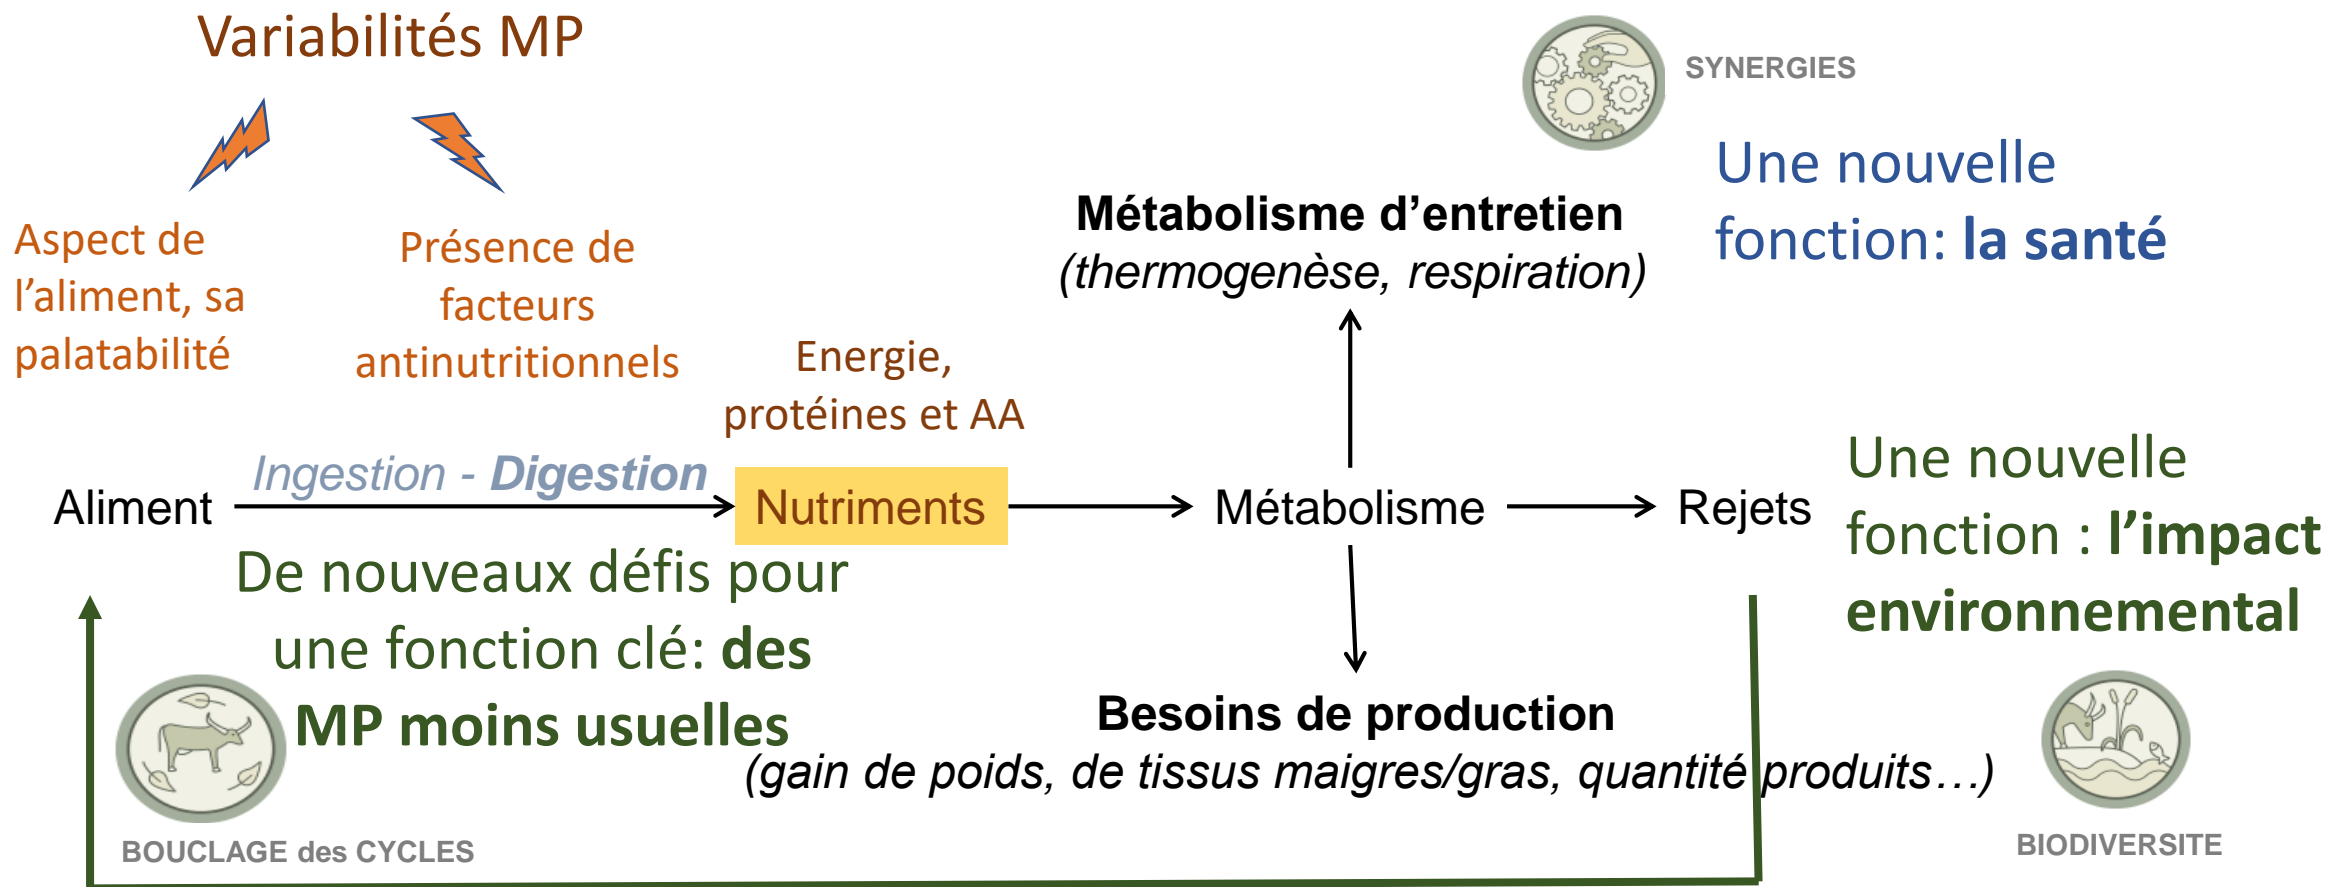 Variabilités MP
SYNERGIES
Une nouvelle
fonction: la santé
Aspect de
l’aliment, sa
palatabilité
Présence de
facteurs
antinutritionnels
Métabolisme d’entretien
(thermogenèse, respiration)
Energie,
protéines et AA
Aliment
Ingestion - Digestion
Nutriments
Métabolisme
Rejets
Une nouvelle
fonction : l’impact
environnemental
De nouveaux défis pour
une fonction clé: des
MP moins usuelles
Besoins de production
(gain de poids, de tissus maigres/gras, quantité produits…)
BOUCLAGE des CYCLES
BIODIVERSITE